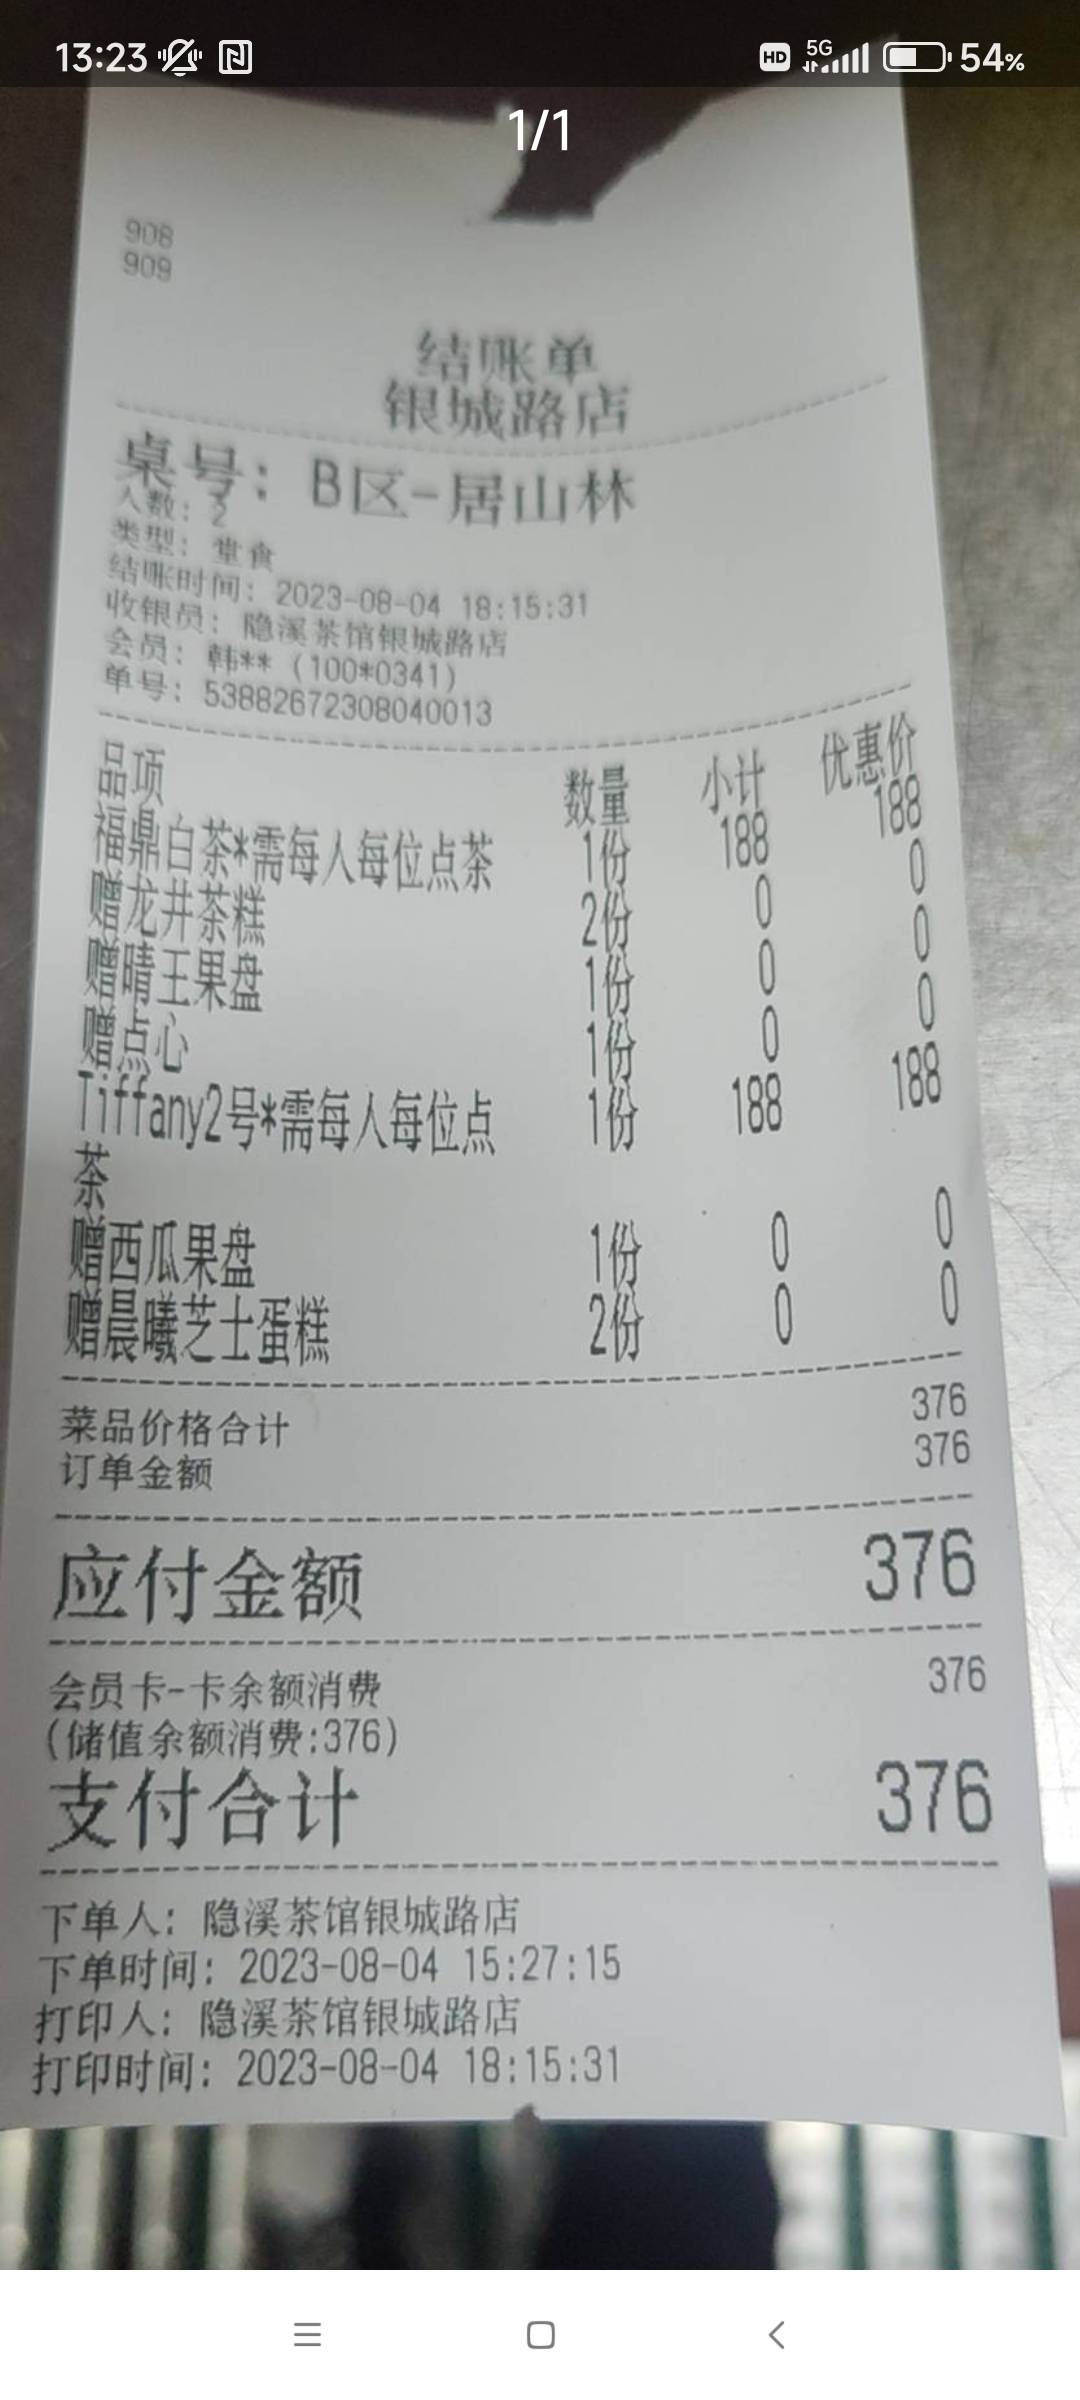 13:23 HD 5G 54%
1/1
908
909
结账单
银城路店
桌号: B区-居山林
人数: 2
类型: 堂食
结账时间: 2023-08-04 18:15:31
收银员: 隐溪茶馆银城路店
会员: 韩** (100*0341)
单号: 53882672308040013
品项 数量 小计 优惠价
福鼎白茶*需每人每位点茶 1份 188 188
赠龙井茶糕 2份 0 0
赠晴王果盘 1份 0 0
赠点心 1份 0 0
Tiffany2号*需每人每位点 1份 188 188
茶
赠西瓜果盘 1份 0 0
赠晨曦芝士蛋糕 2份 0 0
菜品价格合计 376
订单金额 376
应付金额 376
会员卡-卡余额消费 376
(储值余额消费:376)
支付合计 376
下单人: 隐溪茶馆银城路店
下单时间: 2023-08-04 15:27:15
打印人: 隐溪茶馆银城路店
打印时间: 2023-08-04 18:15:31